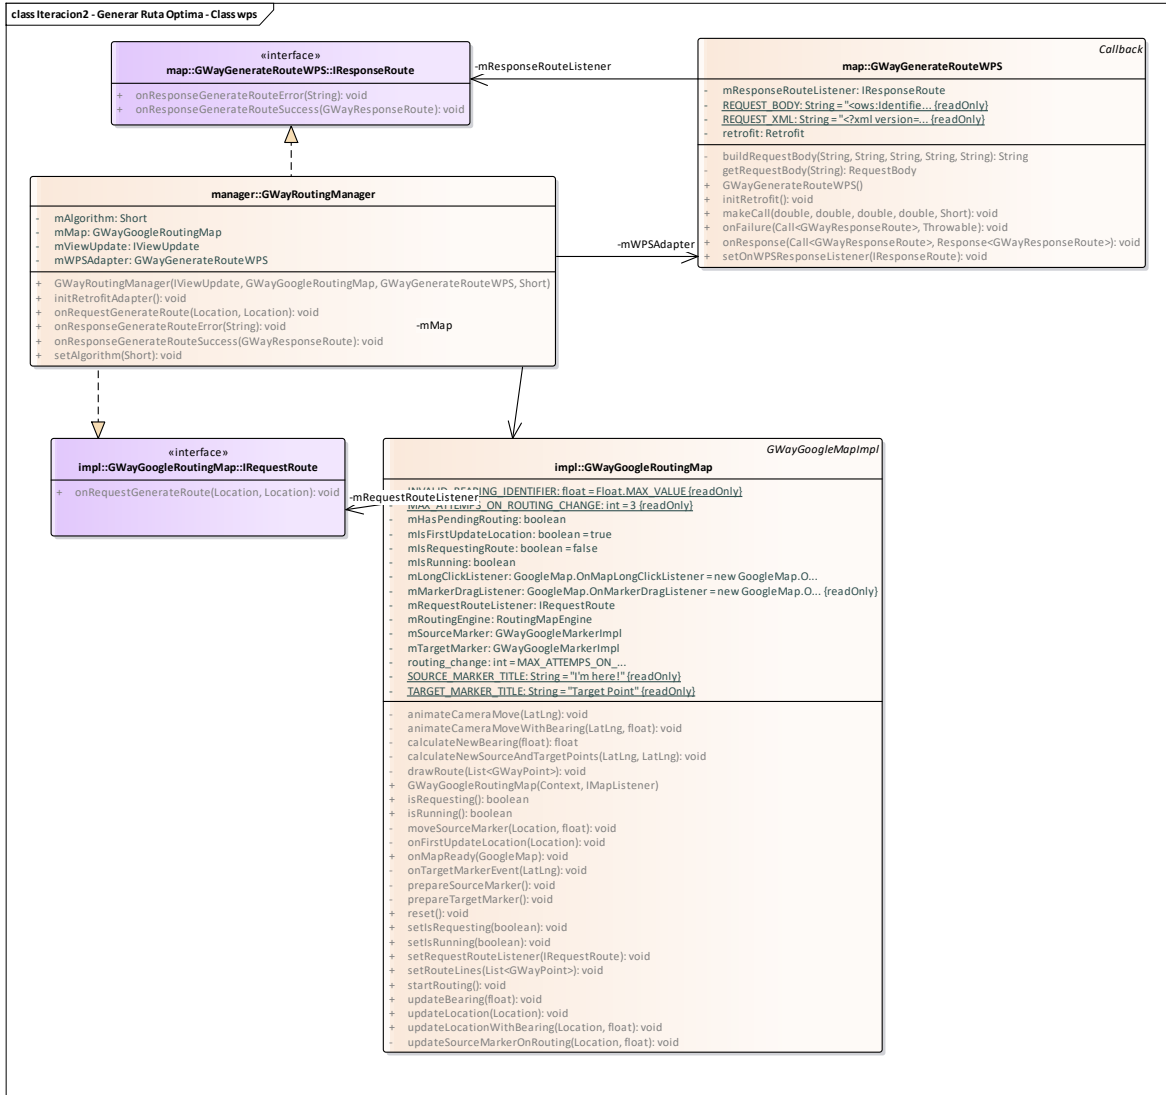 class Iteracion2 - Generar Ruta Optima - Class wps
«interface»
map::GWayGenerateRouteWPS::IResponseRoute
+ onResponseGenerateRouteError(String): void
+ onResponseGenerateRouteSuccess(GWayResponseRoute): void
-mResponseRouteListener
Callback
map::GWayGenerateRouteWPS
- mResponseRouteListener: IResponseRoute
- REQUEST_BODY: String = "<ows:Identifie... {readOnly}
- REQUEST_XML: String = "<?xml version=... {readOnly}
- retrofit: Retrofit
- buildRequestBody(String, String, String, String, String): String
- getRequestBody(String): RequestBody
+ GWayGenerateRouteWPS()
+ initRetrofit(): void
+ makeCall(double, double, double, double, Short): void
+ onFailure(Call<GWayResponseRoute>, Throwable): void
+ onResponse(Call<GWayResponseRoute>, Response<GWayResponseRoute>): void
+ setOnWPSResponseListener(IResponseRoute): void
manager::GWayRoutingManager
- mAlgorithm: Short
- mMap: GWayGoogleRoutingMap
- mViewUpdate: IViewUpdate
- mWPSAdapter: GWayGenerateRouteWPS
+ GWayRoutingManager(IViewUpdate, GWayGoogleRoutingMap, GWayGenerateRouteWPS, Short)
+ initRetrofitAdapter(): void
+ onRequestGenerateRoute(Location, Location): void
+ onResponseGenerateRouteError(String): void
+ onResponseGenerateRouteSuccess(GWayResponseRoute): void
+ setAlgorithm(Short): void
-mWPSAdapter
-mMap
«interface»
impl::GWayGoogleRoutingMap::IRequestRoute
+ onRequestGenerateRoute(Location, Location): void
-mRequestRouteListener
GWayGoogleMapImpl
impl::GWayGoogleRoutingMap
- INVALID_BEARING_IDENTIFIER: float = Float.MAX_VALUE {readOnly}
- MAX_ATTEMPS_ON_ROUTING_CHANGE: int = 3 {readOnly}
- mHasPendingRouting: boolean
- mIsFirstUpdateLocation: boolean = true
- mIsRequestingRoute: boolean = false
- mIsRunning: boolean
- mLongClickListener: GoogleMap.OnMapLongClickListener = new GoogleMap.O...
- mMarkerDragListener: GoogleMap.OnMarkerDragListener = new GoogleMap.O... {readOnly}
- mRequestRouteListener: IRequestRoute
- mRoutingEngine: RoutingMapEngine
- mSourceMarker: GWayGoogleMarkerImpl
- mTargetMarker: GWayGoogleMarkerImpl
- routing_change: int = MAX_ATTEMPS_ON_...
- SOURCE_MARKER_TITLE: String = "I'm here!" {readOnly}
- TARGET_MARKER_TITLE: String = "Target Point" {readOnly}
- animateCameraMove(LatLng): void
- animateCameraMoveWithBearing(LatLng, float): void
- calculateNewBearing(float): float
- calculateNewSourceAndTargetPoints(LatLng, LatLng): void
- drawRoute(List<GWayPoint>): void
+ GWayGoogleRoutingMap(Context, IMapListener)
+ isRequesting(): boolean
+ isRunning(): boolean
- moveSourceMarker(Location, float): void
- onFirstUpdateLocation(Location): void
+ onMapReady(GoogleMap): void
- onTargetMarkerEvent(LatLng): void
- prepareSourceMarker(): void
- prepareTargetMarker(): void
+ reset(): void
+ setIsRequesting(boolean): void
+ setIsRunning(boolean): void
+ setRequestRouteListener(IRequestRoute): void
+ setRouteLines(List<GWayPoint>): void
+ startRouting(): void
+ updateBearing(float): void
+ updateLocation(Location): void
+ updateLocationWithBearing(Location, float): void
- updateSourceMarkerOnRouting(Location, float): void